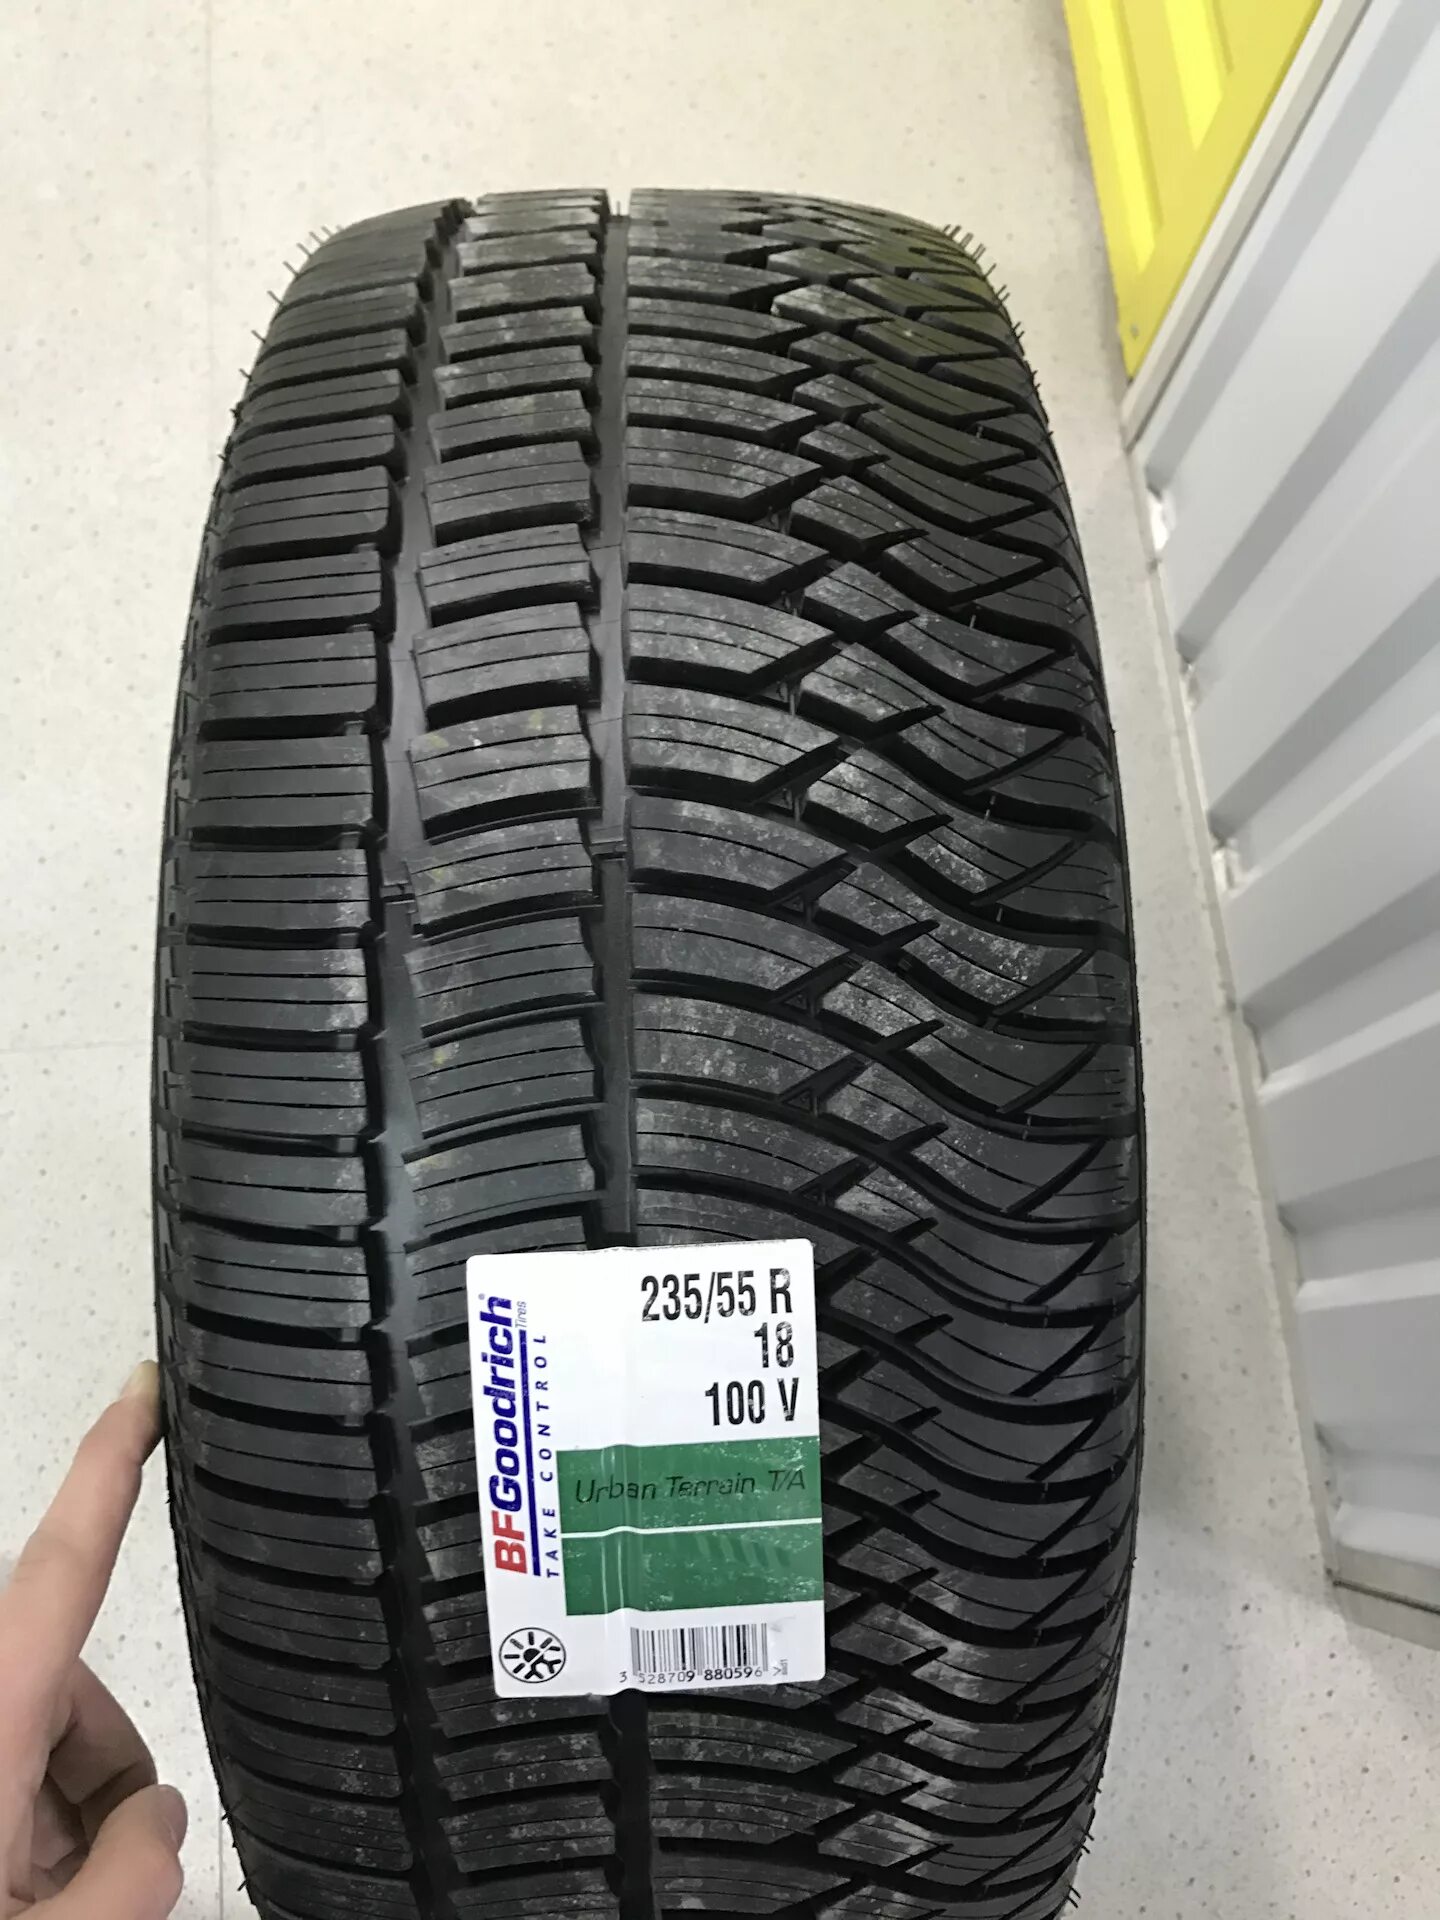 235/55 R
18
100 V
BFGoodrich® Tires
TAKE CONTROL
Urban Terrain T/A
3 528709 880596